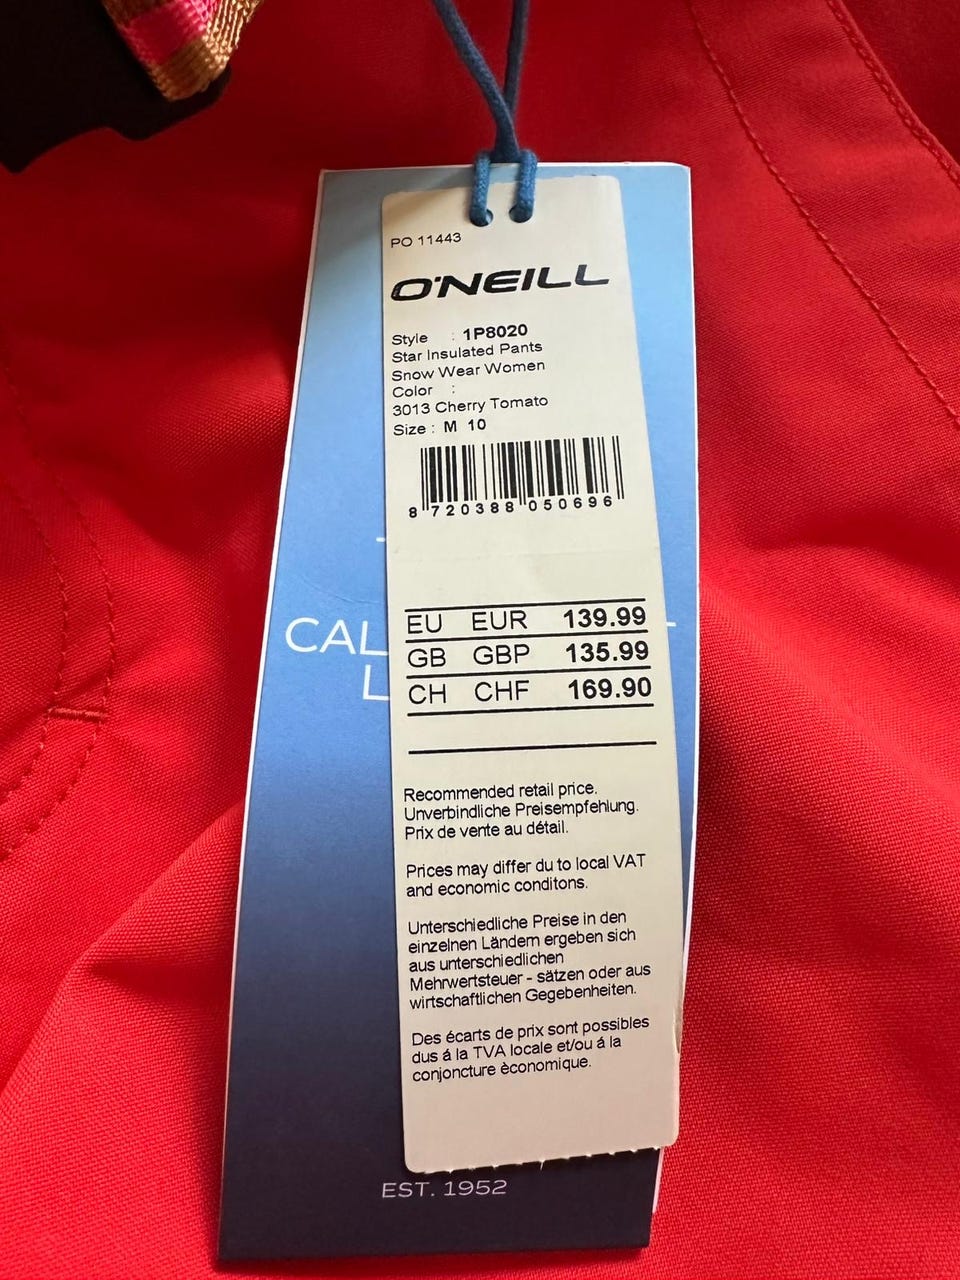 PO 11443
O'NEILL
Style : 1P8020
Star Insulated Pants
Snow Wear Women
Color :
3013 Cherry Tomato
Size : M 10
8 720388 050696
CAL
L
EU EUR 139.99
GB GBP 135.99
CH CHF 169.90
Recommended retail price.
Unverbindliche Preisempfehlung.
Prix de vente au détail.
Prices may differ du to local VAT
and economic conditons.
Unterschiedliche Preise in den
einzelnen Ländern ergeben sich
aus unterschiedlichen
Mehrwertsteuer - sätzen oder aus
wirtschaftlichen Gegebenheiten.
Des écarts de prix sont possibles
dus á la TVA locale et/ou á la
conjoncture èconomique.
EST. 1952